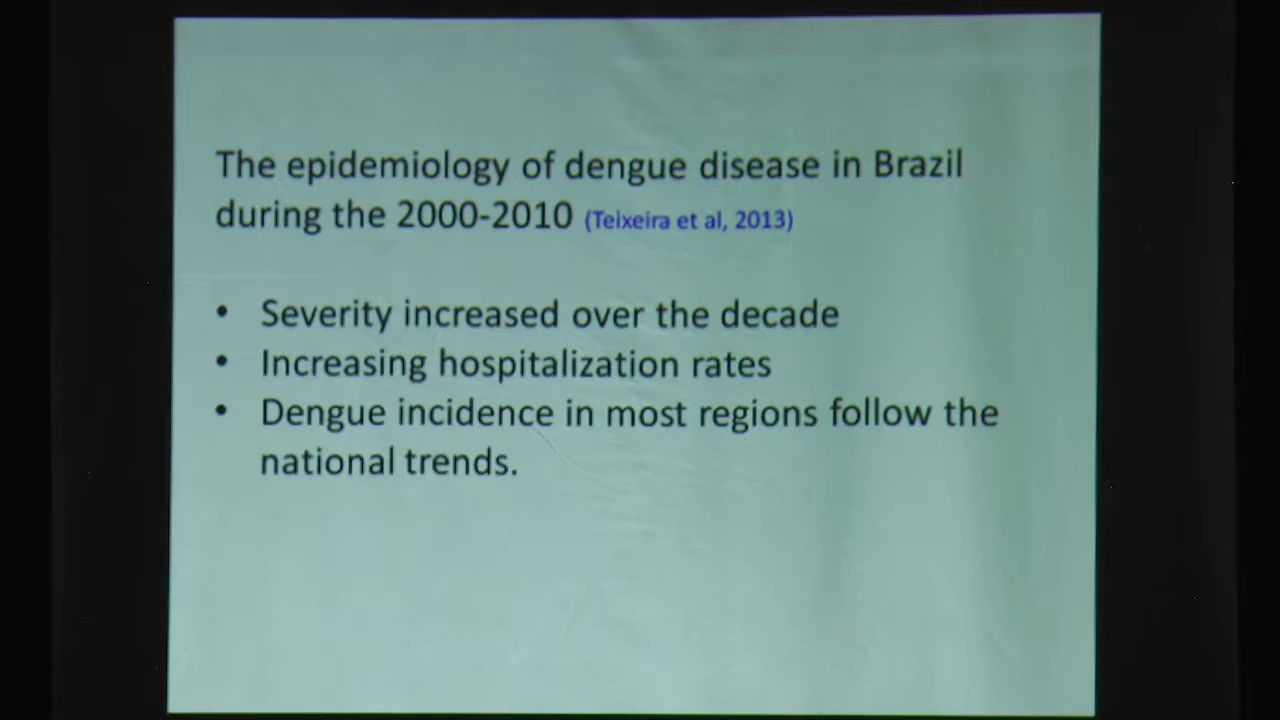 The epidemiology of dengue disease in Brazil
during the 2000-2010 (Teixeira et al, 2013)
• Severity increased over the decade
• Increasing hospitalization rates
• Dengue incidence in most regions follow the
national trends.